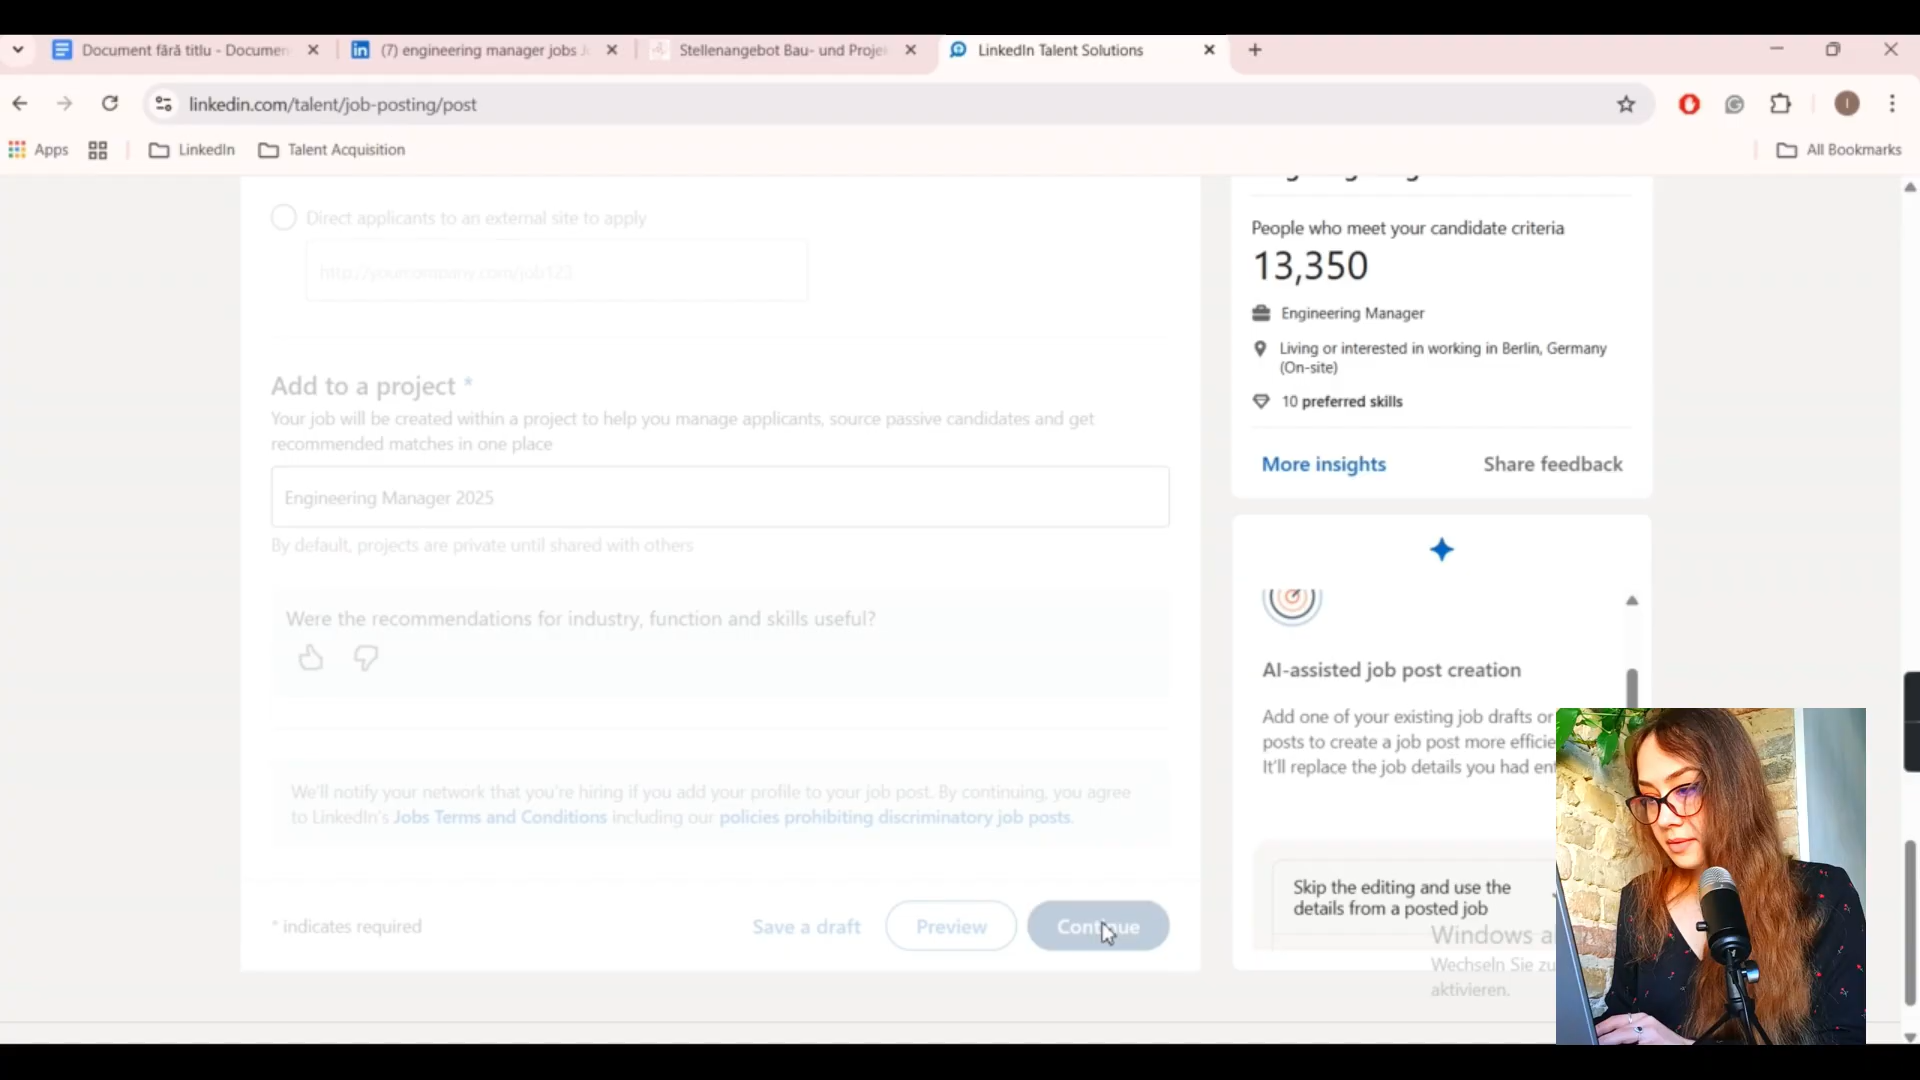 Document fără titlu - Documen
(7) engineering manager jobs
Stellenangebot Bau- und Proje
LinkedIn Talent Solutions
linkedin.com/talent/job-posting/post
Apps
LinkedIn
Talent Acquisition
All Bookmarks
Direct applicants to an external site to apply
http://yourcompany.com/job123
Add to a project *
Your job will be created within a project to help you manage applicants, source passive candidates and get
recommended matches in one place
Engineering Manager 2025
By default, projects are private until shared with others
Were the recommendations for industry, function and skills useful?
We'll notify your network that you're hiring if you add your profile to your job post. By continuing, you agree
to LinkedIn's Jobs Terms and Conditions including our policies prohibiting discriminatory job posts.
* indicates required
Save a draft
Preview
Continue
People who meet your candidate criteria
13,350
Engineering Manager
Living or interested in working in Berlin, Germany
(On-site)
10 preferred skills
More insights
Share feedback
AI-assisted job post creation
Add one of your existing job drafts or
posts to create a job post more efficie
It'll replace the job details you had en
Skip the editing and use the
details from a posted job
Windows a
Wechseln Sie zu
aktivieren.